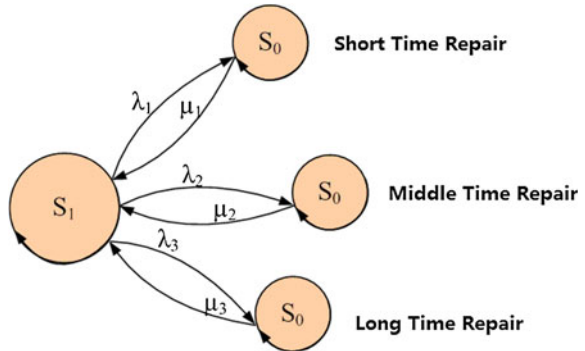 S₀ Short Time Repair
λ₁
μ₁
λ₂
S₁ S₀ Middle Time Repair
μ₂
λ₃
μ₃
S₀ Long Time Repair